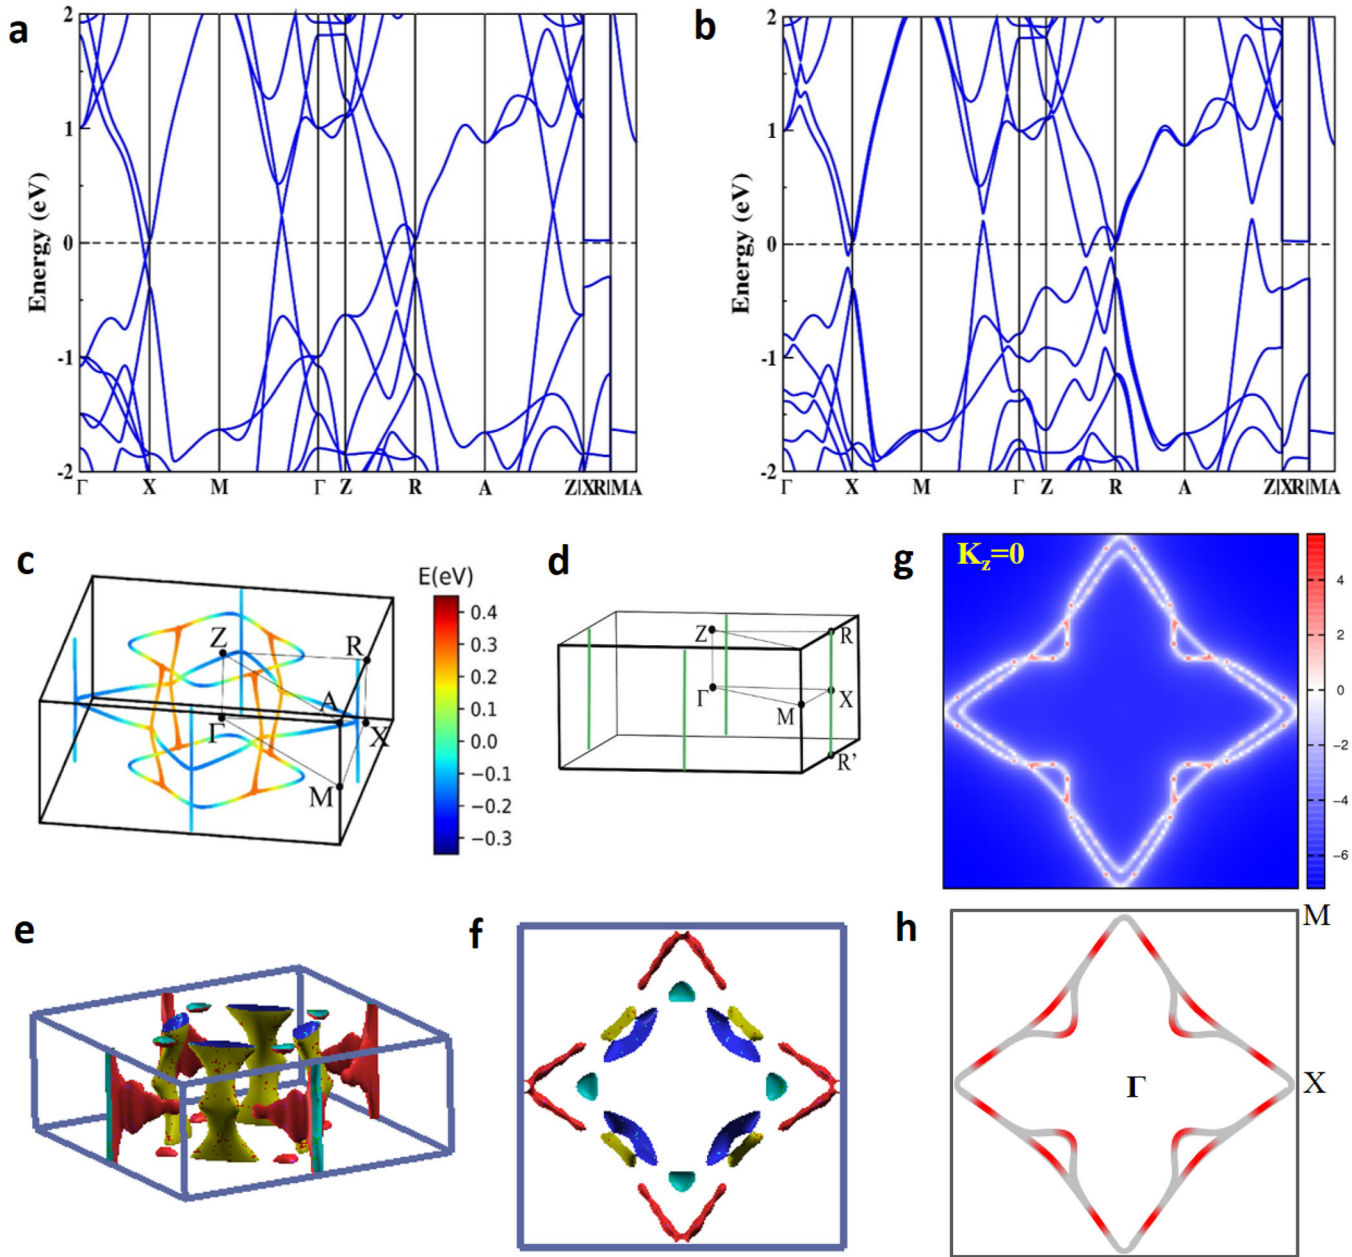 a
b
2
1
0
-1
-2
Energy (eV)
Γ X M Γ Z R A Z|XR|MA
2
1
0
-1
-2
Energy (eV)
Γ X M Γ Z R A Z|XR|MA
c
E(eV)
0.4
0.3
0.2
0.1
0.0
−0.1
−0.2
−0.3
Z
R
A
Γ
X
M
d
Z
R
Γ
X
M
R'
g
Kz=0
4
2
0
−2
−4
−6
e
f
h
M
Γ
X